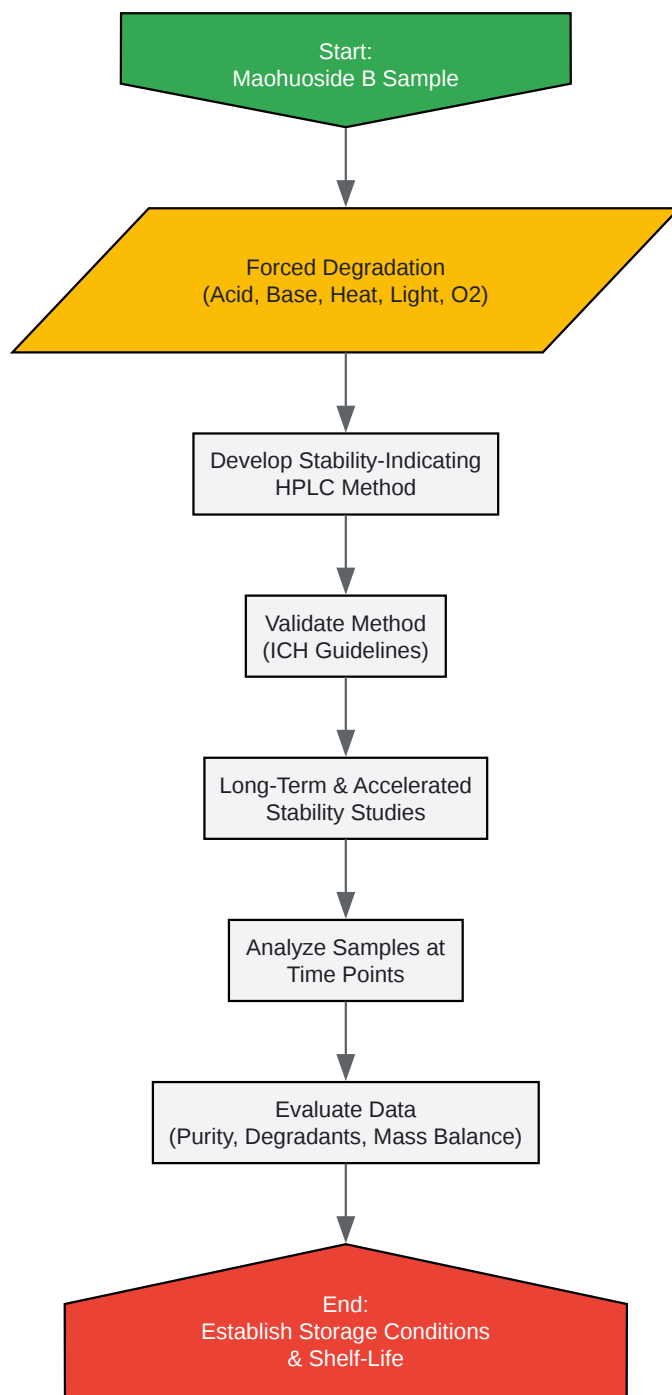 Start:
Maohuoside B Sample
Forced Degradation
(Acid, Base, Heat, Light, O2)
Develop Stability-Indicating
HPLC Method
Validate Method
(ICH Guidelines)
Long-Term & Accelerated
Stability Studies
Analyze Samples at
Time Points
Evaluate Data
(Purity, Degradants, Mass Balance)
End:
Establish Storage Conditions
& Shelf-Life